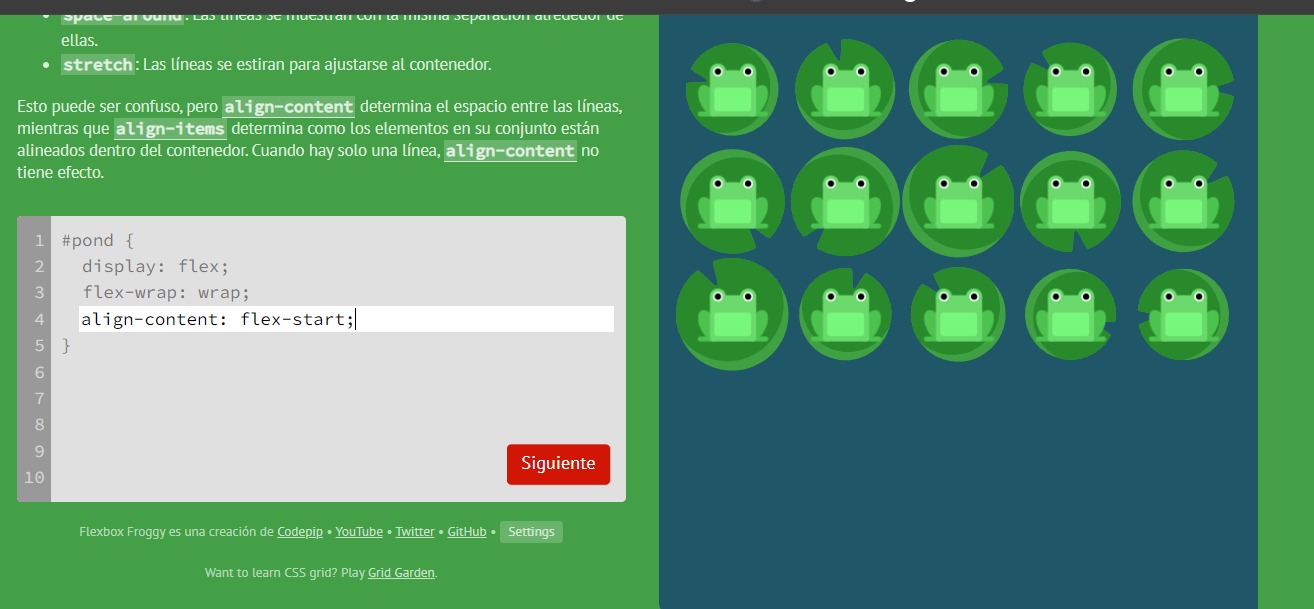 • space-around: Las líneas se muestran con la misma separación alrededor de
ellas.
• stretch: Las líneas se estiran para ajustarse al contenedor.
Esto puede ser confuso, pero align-content determina el espacio entre las líneas,
mientras que align-items determina como los elementos en su conjunto están
alineados dentro del contenedor. Cuando hay solo una línea, align-content no
tiene efecto.
1 #pond {
2 display: flex;
3 flex-wrap: wrap;
4 align-content: flex-start;
5 }
6
7
8
9
10
Siguiente
Flexbox Froggy es una creación de Codepip • YouTube • Twitter • GitHub • Settings
Want to learn CSS grid? Play Grid Garden.